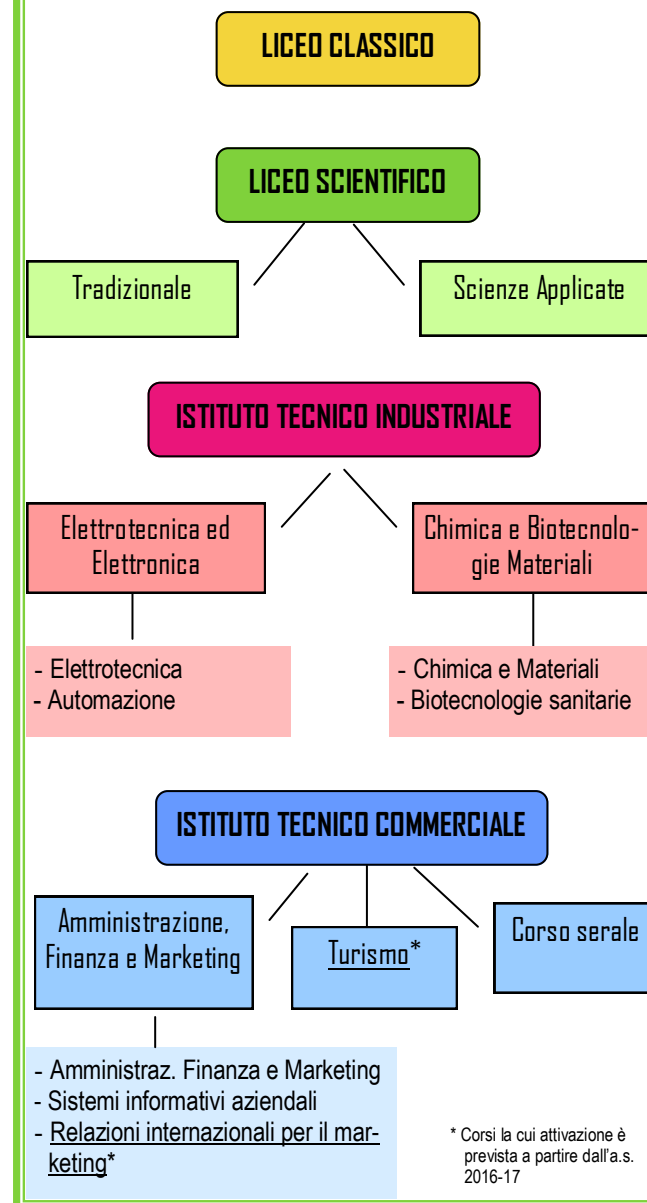 LICEO CLASSICO
LICEO SCIENTIFICO
Tradizionale
Scienze Applicate
ISTITUTO TECNICO INDUSTRIALE
Elettrotecnica ed
Elettronica
Chimica e Biotecnolo-
gie Materiali
- Elettrotecnica
- Automazione
- Chimica e Materiali
- Biotecnologie sanitarie
ISTITUTO TECNICO COMMERCIALE
Amministrazione,
Finanza e Marketing
Turismo*
Corso serale
- Amministraz. Finanza e Marketing
- Sistemi informativi aziendali
- Relazioni internazionali per il mar-
keting*
* Corsi la cui attivazione è
prevista a partire dall'a.s.
2016-17